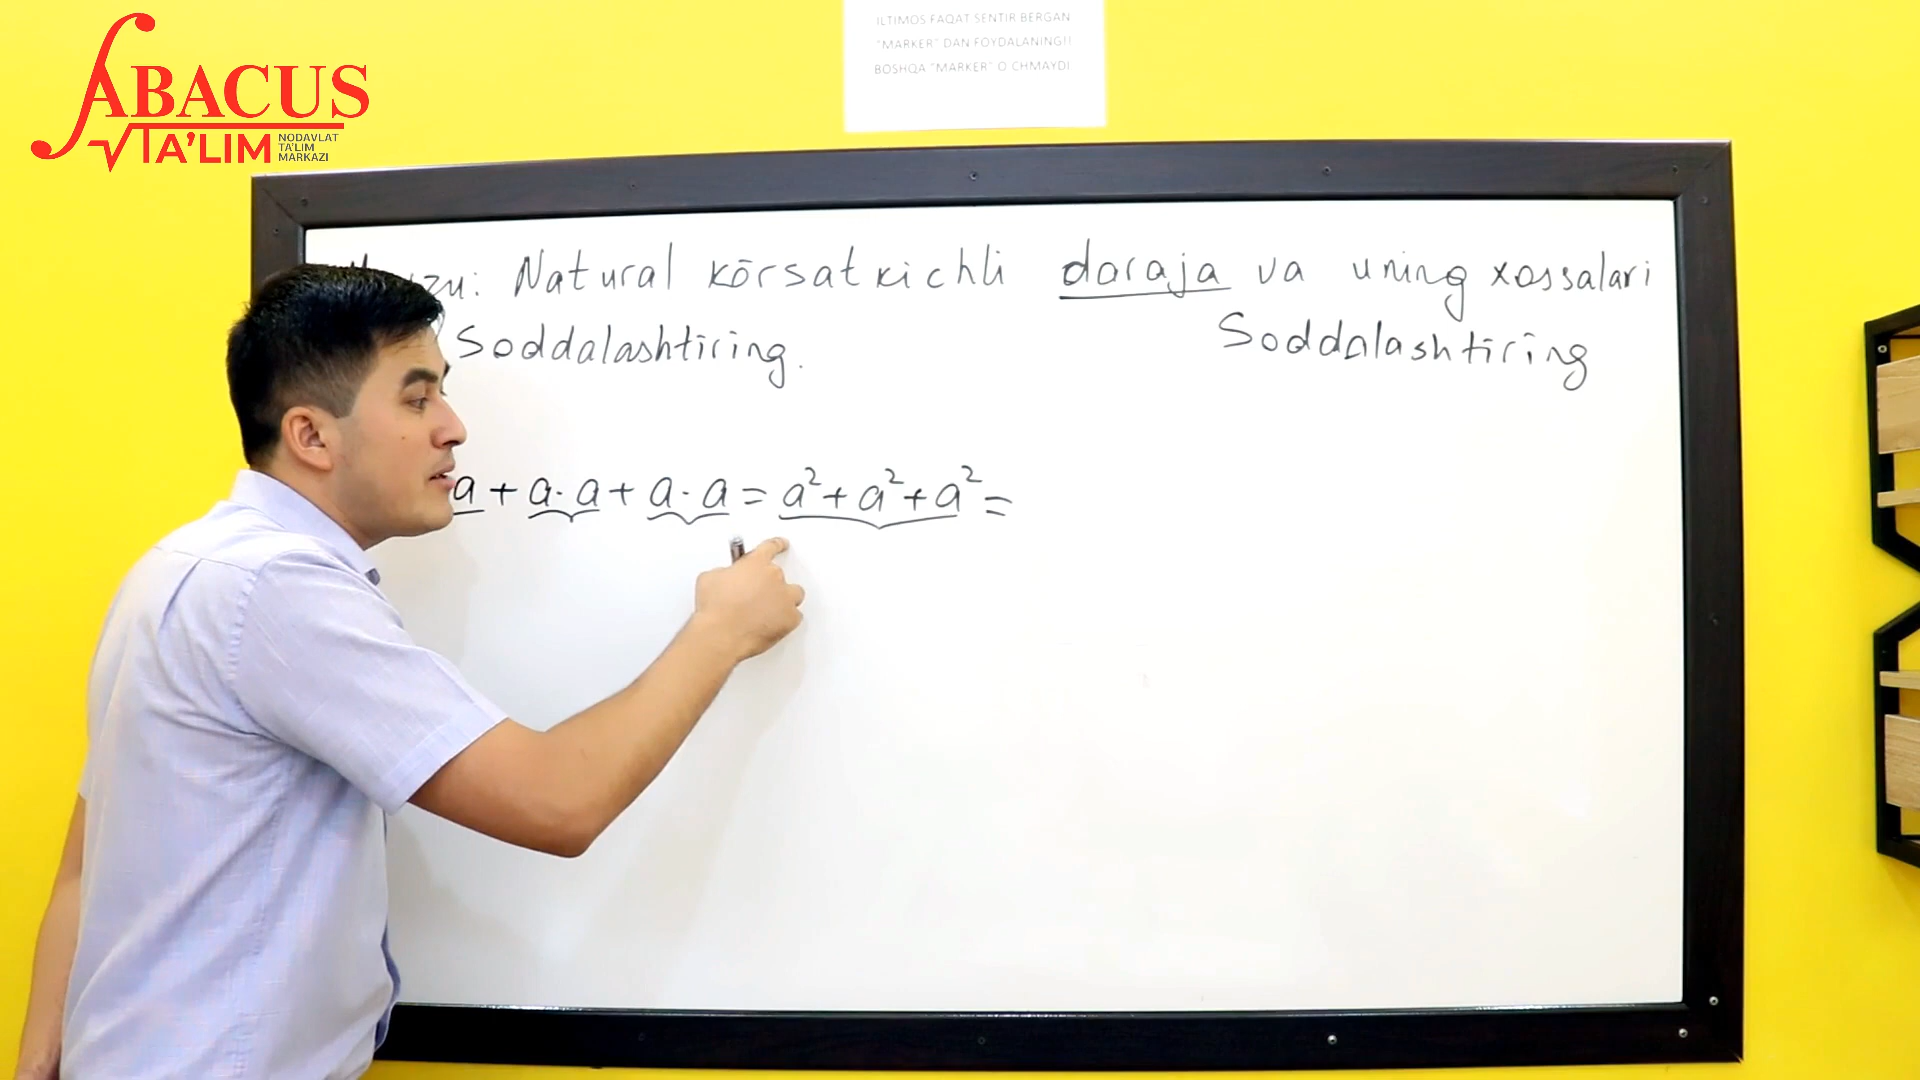 ILTIMOS FAQAT SENTIR BERGAN
"MARKER" DAN FOYDALANING!!
BOSHQA "MARKER" O CHMAYDI
ABACUS
TA'LIM
NODAVLAT
TA'LIM
MARKAZI
Natural kōrsatkichli daraja va uning xossalari
Soddalashtiring.
Soddalashtiring
a + a · a + a · a = a² + a² + a² =